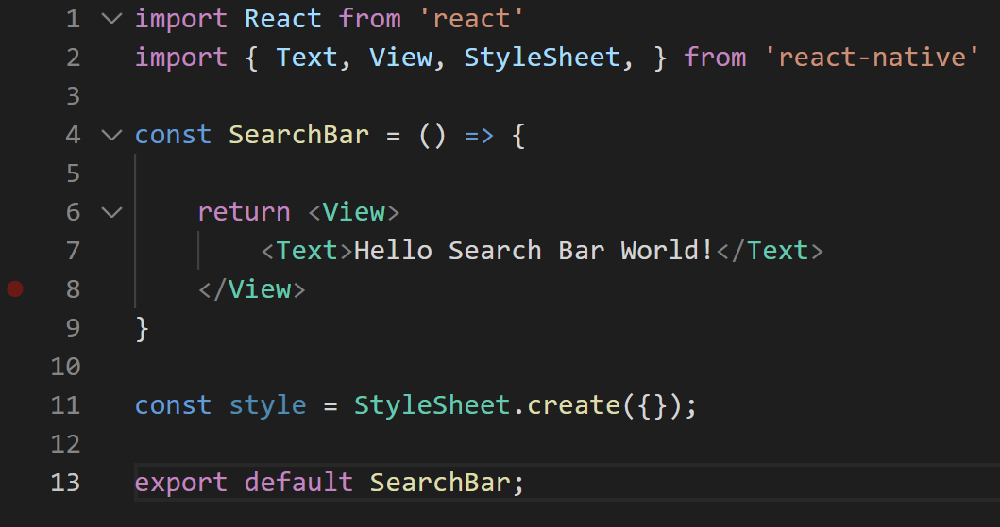 1 import React from 'react'
2 import { Text, View, StyleSheet, } from 'react-native'
3
4 const SearchBar = () => {
5
6     return <View>
7         <Text>Hello Search Bar World!</Text>
8     </View>
9 }
10
11 const style = StyleSheet.create({});
12
13 export default SearchBar;